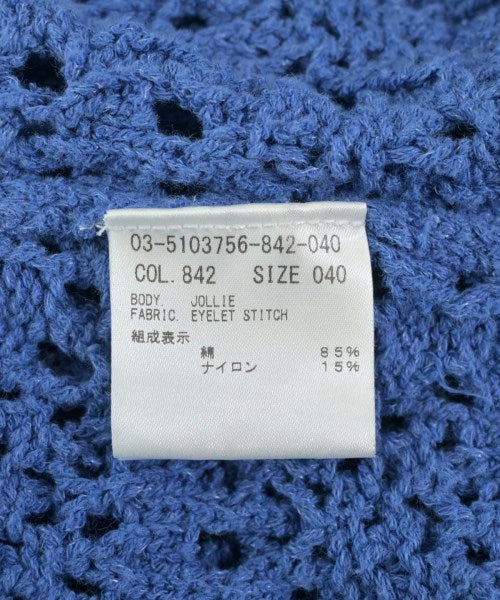 03-5103756-842-040
COL. 842 SIZE 040
BODY. JOLLIE
FABRIC. EYELET STITCH
組成表示
綿 85%
ナイロン 15%